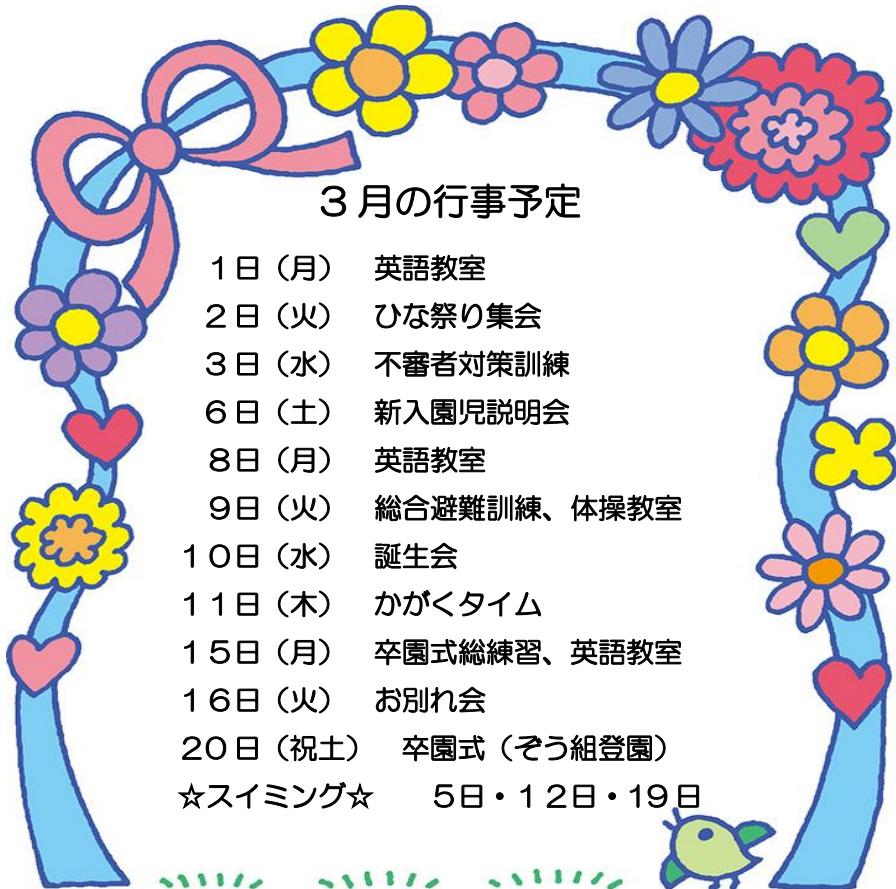 ３月の行事予定
１日（月）　英語教室
２日（火）　ひな祭り集会
３日（水）　不審者対策訓練
６日（土）　新入園児説明会
８日（月）　英語教室
９日（火）　総合避難訓練、体操教室
１０日（水）　誕生会
１１日（木）　かがくタイム
１５日（月）　卒園式総練習、英語教室
１６日（火）　お別れ会
２０日（祝土）　卒園式（ぞう組登園）
☆スイミング☆　　５日・１２日・19日